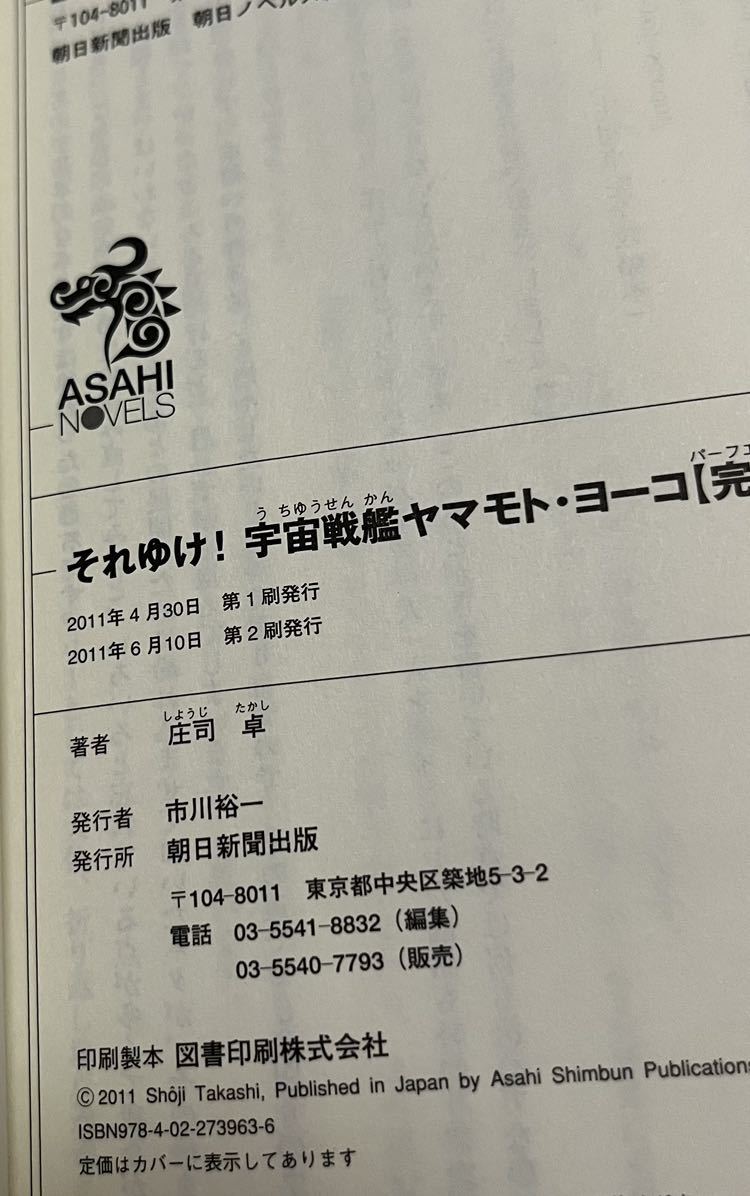 〒104-8011
朝日新聞出版 朝日ノベルス
ASAHI
NOVELS
それゆけ！宇宙戦艦ヤマモト・ヨーコ【完
うちゆうせんかん
パーフェ
2011年4月30日 第1刷発行
2011年6月10日 第2刷発行
しようじ たかし
著者 庄司 卓
発行者 市川裕一
発行所 朝日新聞出版
〒104-8011 東京都中央区築地5-3-2
電話 03-5541-8832（編集）
03-5540-7793（販売）
印刷製本 図書印刷株式会社
©2011 Shôji Takashi, Published in Japan by Asahi Shimbun Publications
ISBN978-4-02-273963-6
定価はカバーに表示してあります